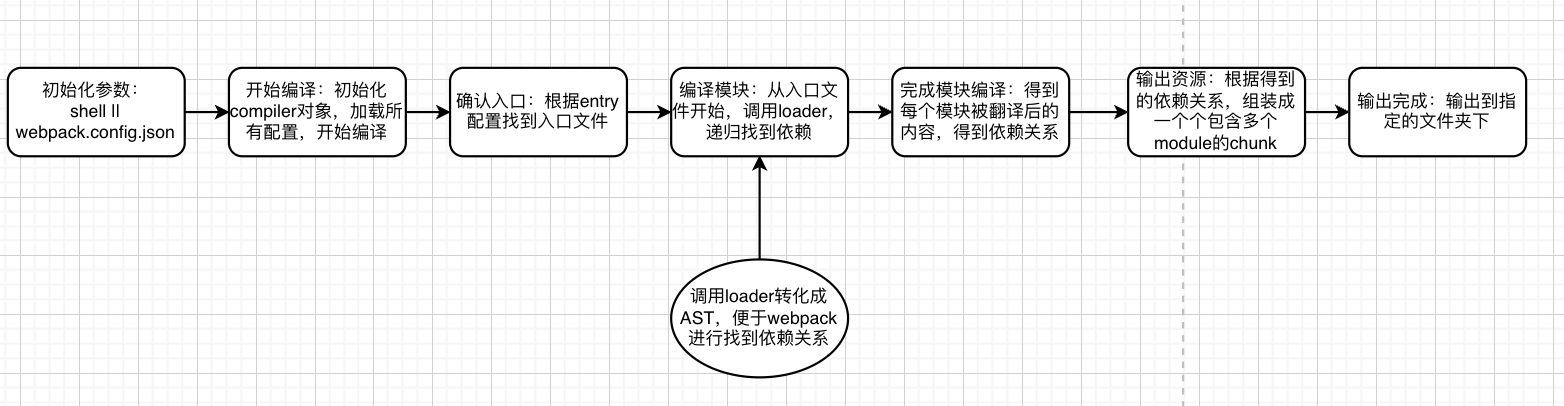 初始化参数：
shell ||
webpack.config.json
开始编译：初始化
compiler对象，加载所
有配置，开始编译
确认入口：根据entry
配置找到入口文件
编译模块：从入口文
件开始，调用loader，
递归找到依赖
完成模块编译：得到
每个模块被翻译后的
内容，得到依赖关系
输出资源：根据得到
的依赖关系，组装成
一个个包含多个
module的chunk
输出完成：输出到指
定的文件夹下
调用loader转化成
AST，便于webpack
进行找到依赖关系